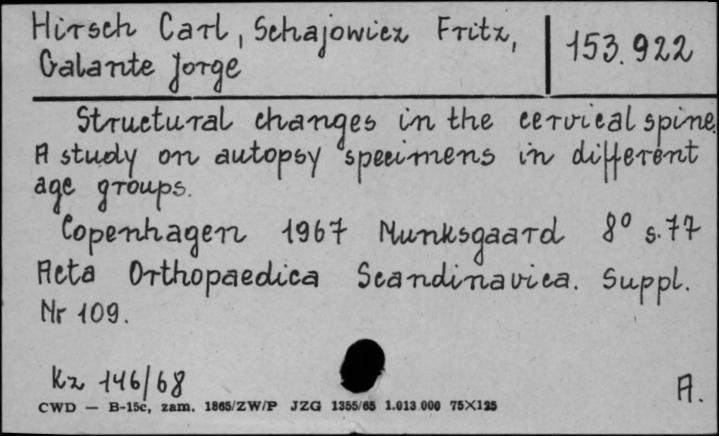 Hirsch Carl, Schajowicz Fritz,
Galante Jorge
153.922
Structural changes in the cervical spine.
A study on autopsy specimens in different
age groups.
Copenhagen 1967 Munksgaard 8° s. 77
Acta Orthopaedica Scandinavica. Suppl.
Nr 109.
Kz 146/68
A.
CWD — B-15c, zam. 1865/ZW/P JZG 1355/65 1.013.000 75X125